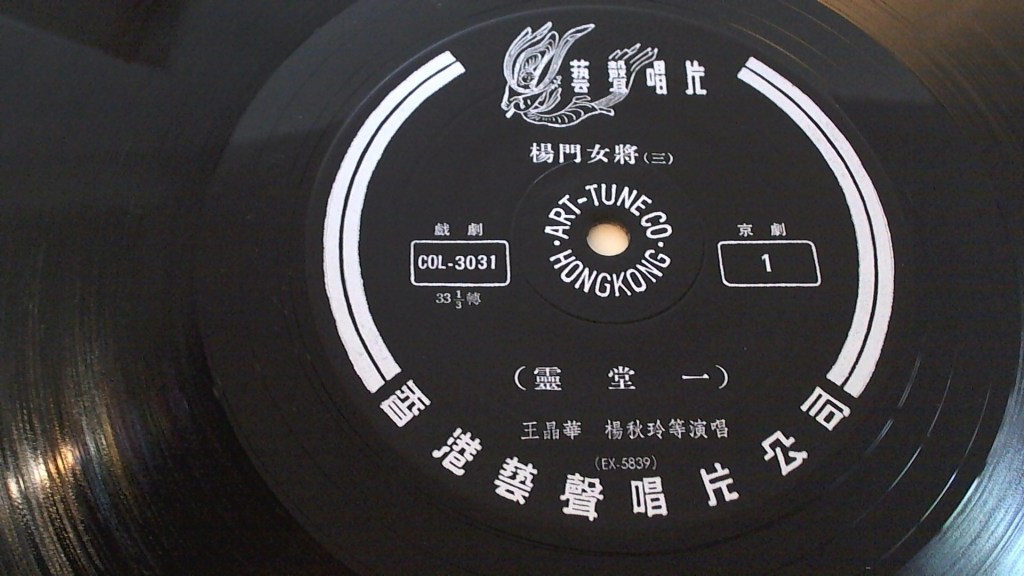 藝聲唱片
楊門女將(三)
·ART-TUNE CO·
HONGKONG
戲劇
COL-3031
33 1/3 轉
京劇
1
(靈堂一)
王晶華 楊秋玲等演唱
(EX-5839)
香港藝聲唱片公司